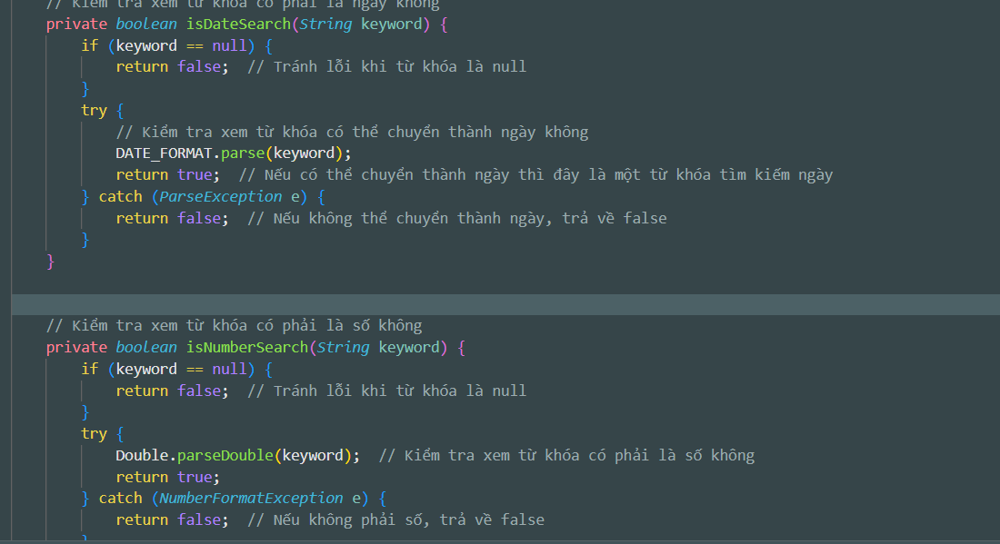 // Kiểm tra xem từ khóa có phải là ngày không
private boolean isDateSearch(String keyword) {
if (keyword == null) {
return false;  // Tránh lỗi khi từ khóa là null
}
try {
// Kiểm tra xem từ khóa có thể chuyển thành ngày không
DATE_FORMAT.parse(keyword);
return true;  // Nếu có thể chuyển thành ngày thì đây là một từ khóa tìm kiếm ngày
} catch (ParseException e) {
return false;  // Nếu không thể chuyển thành ngày, trả về false
}
}
// Kiểm tra xem từ khóa có phải là số không
private boolean isNumberSearch(String keyword) {
if (keyword == null) {
return false;  // Tránh lỗi khi từ khóa là null
}
try {
Double.parseDouble(keyword);  // Kiểm tra xem từ khóa có phải là số không
return true;
} catch (NumberFormatException e) {
return false;  // Nếu không phải số, trả về false
}